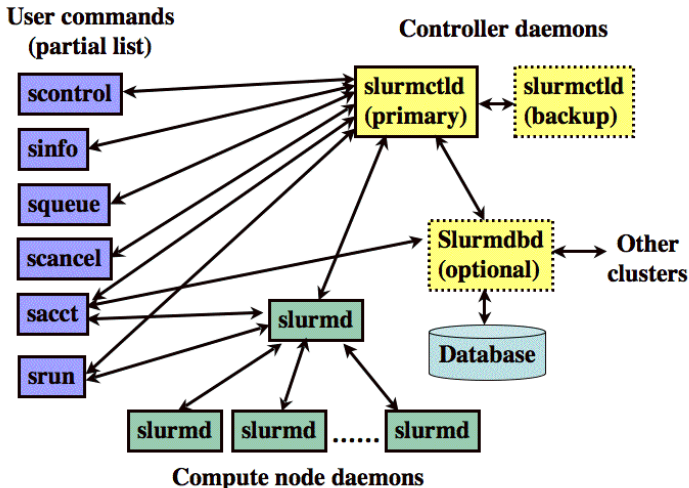 User commands
(partial list)
Controller daemons
scontrol
slurmctld
(primary)
slurmctld
(backup)
sinfo
squeue
scancel
Slurmdbd
(optional)
Other
clusters
sacct
slurmd
srun
Database
slurmd
slurmd
......
slurmd
Compute node daemons